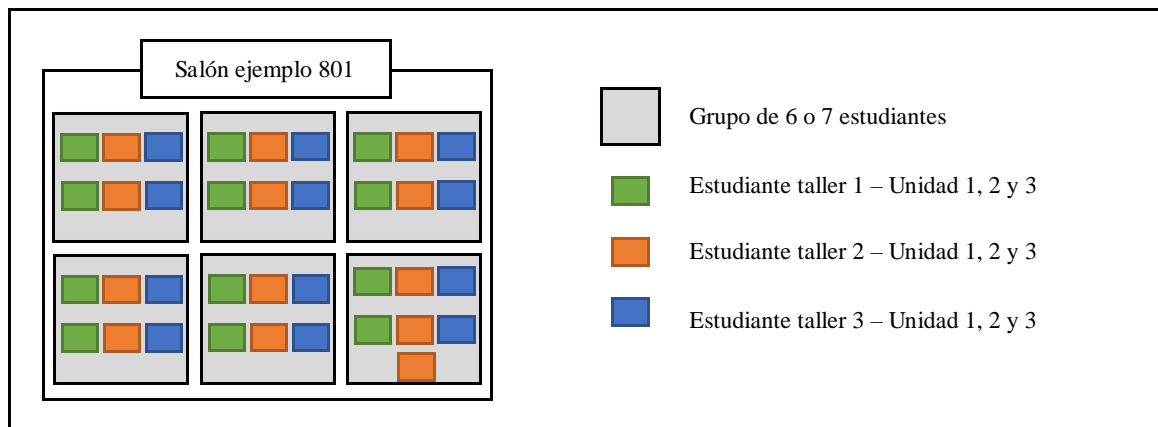 Salón ejemplo 801
Grupo de 6 o 7 estudiantes
Estudiante taller 1 – Unidad 1, 2 y 3
Estudiante taller 2 – Unidad 1, 2 y 3
Estudiante taller 3 – Unidad 1, 2 y 3